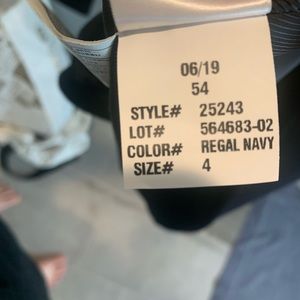 06/19
54
STYLE# 25243
LOT# 564683-02
COLOR# REGAL NAVY
SIZE# 4